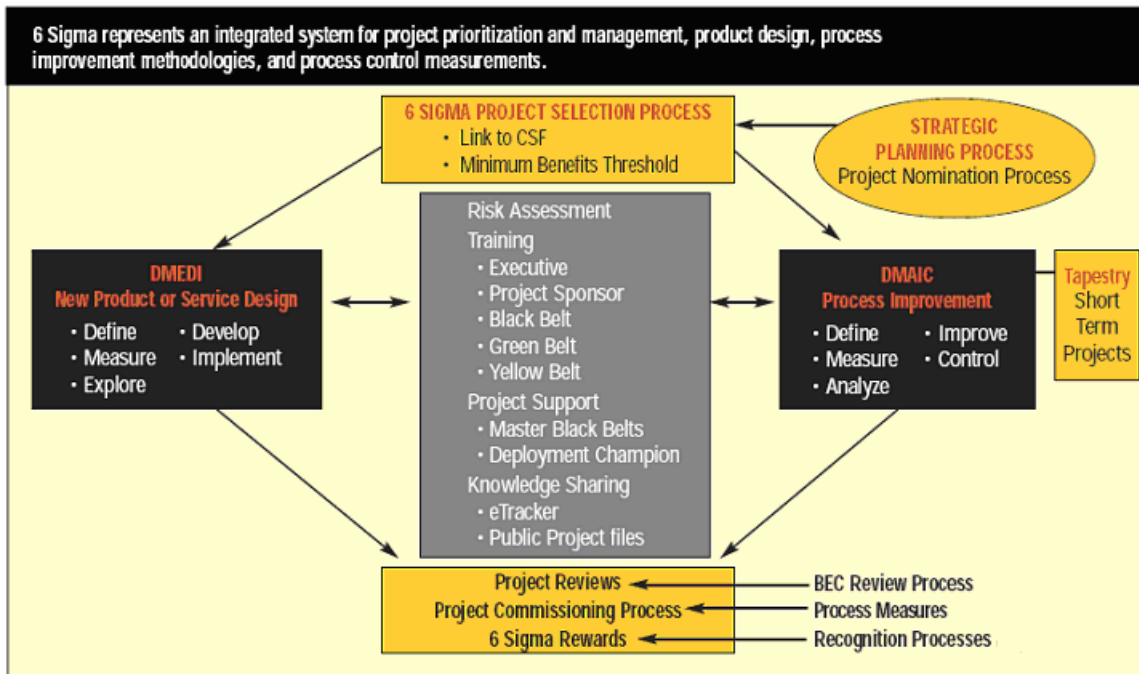 6 Sigma represents an integrated system for project prioritization and management, product design, process
improvement methodologies, and process control measurements.
6 SIGMA PROJECT SELECTION PROCESS
• Link to CSF
• Minimum Benefits Threshold
STRATEGIC
PLANNING PROCESS
Project Nomination Process
DMEDI
New Product or Service Design
• Define
• Measure
• Explore
• Develop
• Implement
Risk Assessment
Training
• Executive
• Project Sponsor
• Black Belt
• Green Belt
• Yellow Belt
Project Support
• Master Black Belts
• Deployment Champion
Knowledge Sharing
• eTracker
• Public Project files
DMAIC
Process Improvement
• Define
• Measure
• Analyze
• Improve
• Control
Tapestry
Short
Term
Projects
Project Reviews
Project Commissioning Process
6 Sigma Rewards
BEC Review Process
Process Measures
Recognition Processes